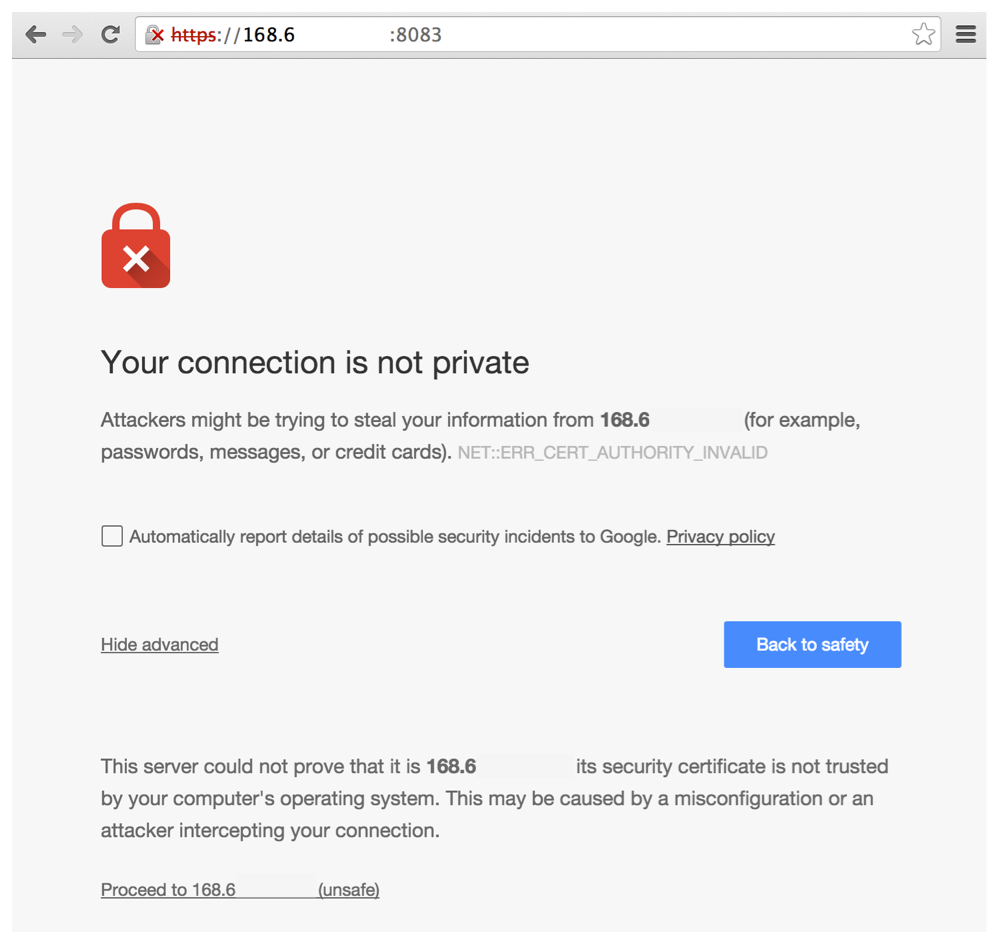 https://168.6 :8083
Your connection is not private
Attackers might be trying to steal your information from 168.6 (for example,
passwords, messages, or credit cards). NET::ERR_CERT_AUTHORITY_INVALID
Automatically report details of possible security incidents to Google. Privacy policy
Hide advanced
Back to safety
This server could not prove that it is 168.6 its security certificate is not trusted
by your computer's operating system. This may be caused by a misconfiguration or an
attacker intercepting your connection.
Proceed to 168.6 (unsafe)